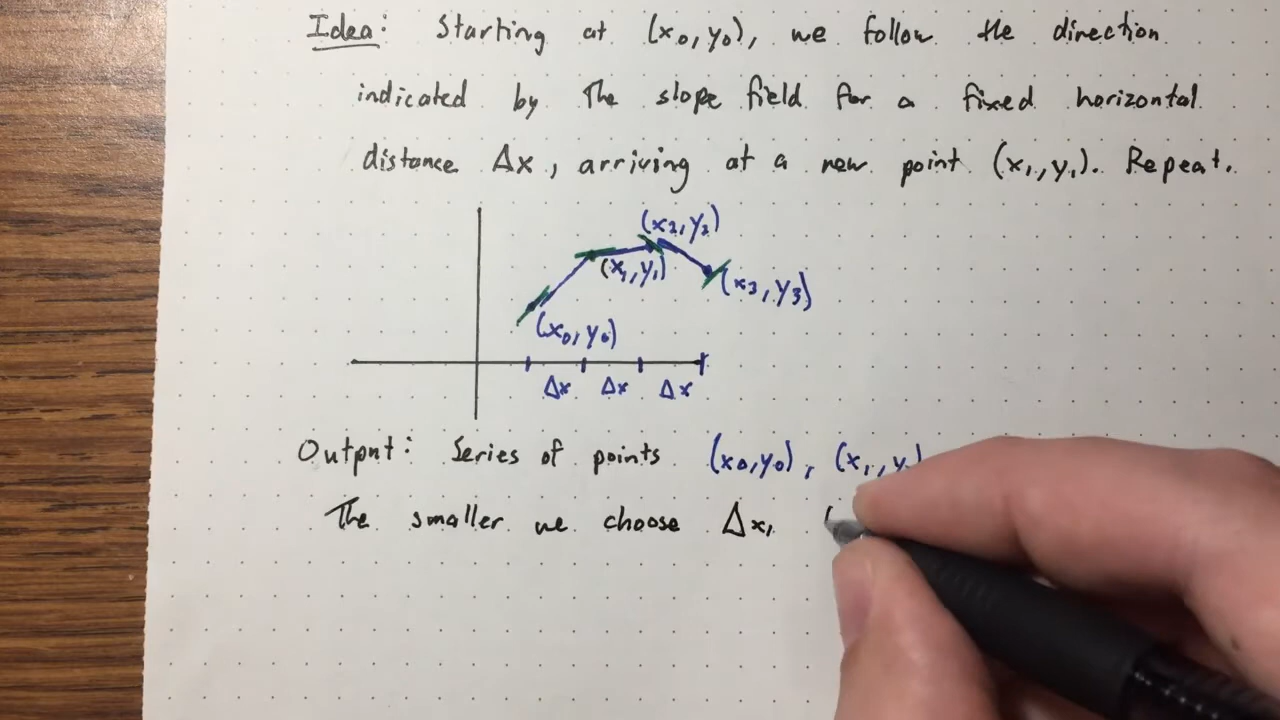 Idea: Starting at (x₀, y₀), we follow the direction
indicated by the slope field for a fixed horizontal
distance Δx, arriving at a new point (x₁, y₁). Repeat.
(x₂, y₂)
(x₁, y₁)
(x₃, y₃)
(x₀, y₀)
Δx Δx Δx
Output: Series of points (x₀, y₀), (x₁, y₁)
The smaller we choose Δx,